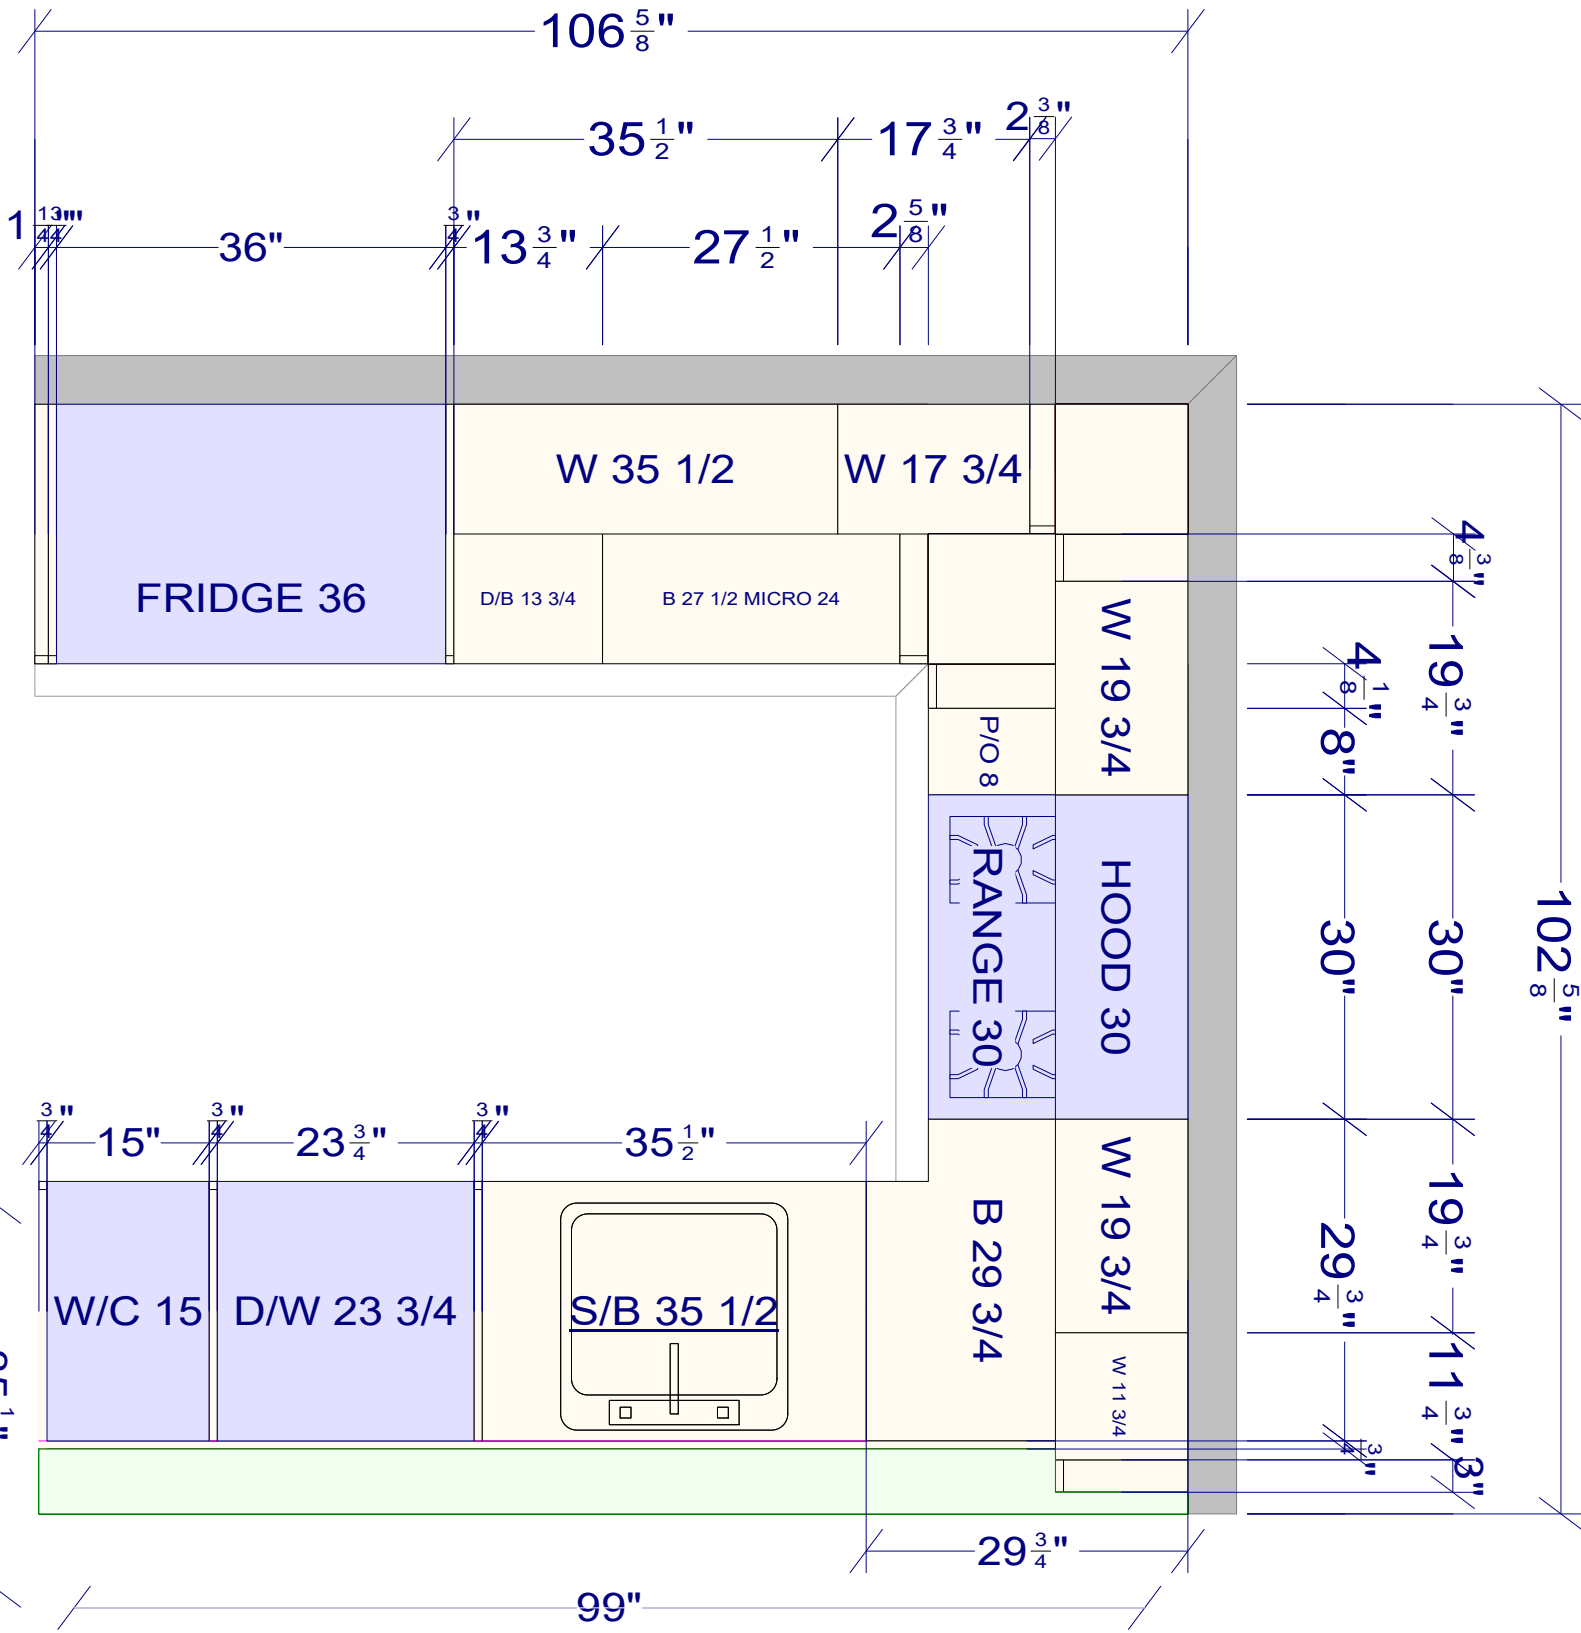 106 5/8"
35 1/2" 17 3/4" 2 3/8"
1 1/4" 3/4" 36" 3/4" 13 3/4" 27 1/2" 2 5/8"
W 35 1/2 W 17 3/4
FRIDGE 36 D/B 13 3/4 B 27 1/2 MICRO 24
W 19 3/4
P/O 8
RANGE 30
HOOD 30
B 29 3/4
W 19 3/4
W 11 3/4
4 1/8"
8"
30"
29 3/4"
3/4"
4 3/8"
19 3/4"
30"
19 3/4"
11 3/4"
3"
102 5/8"
3/4" 15" 3/4" 23 3/4" 3/4" 35 1/2"
W/C 15 D/W 23 3/4 S/B 35 1/2
29 3/4"
99"